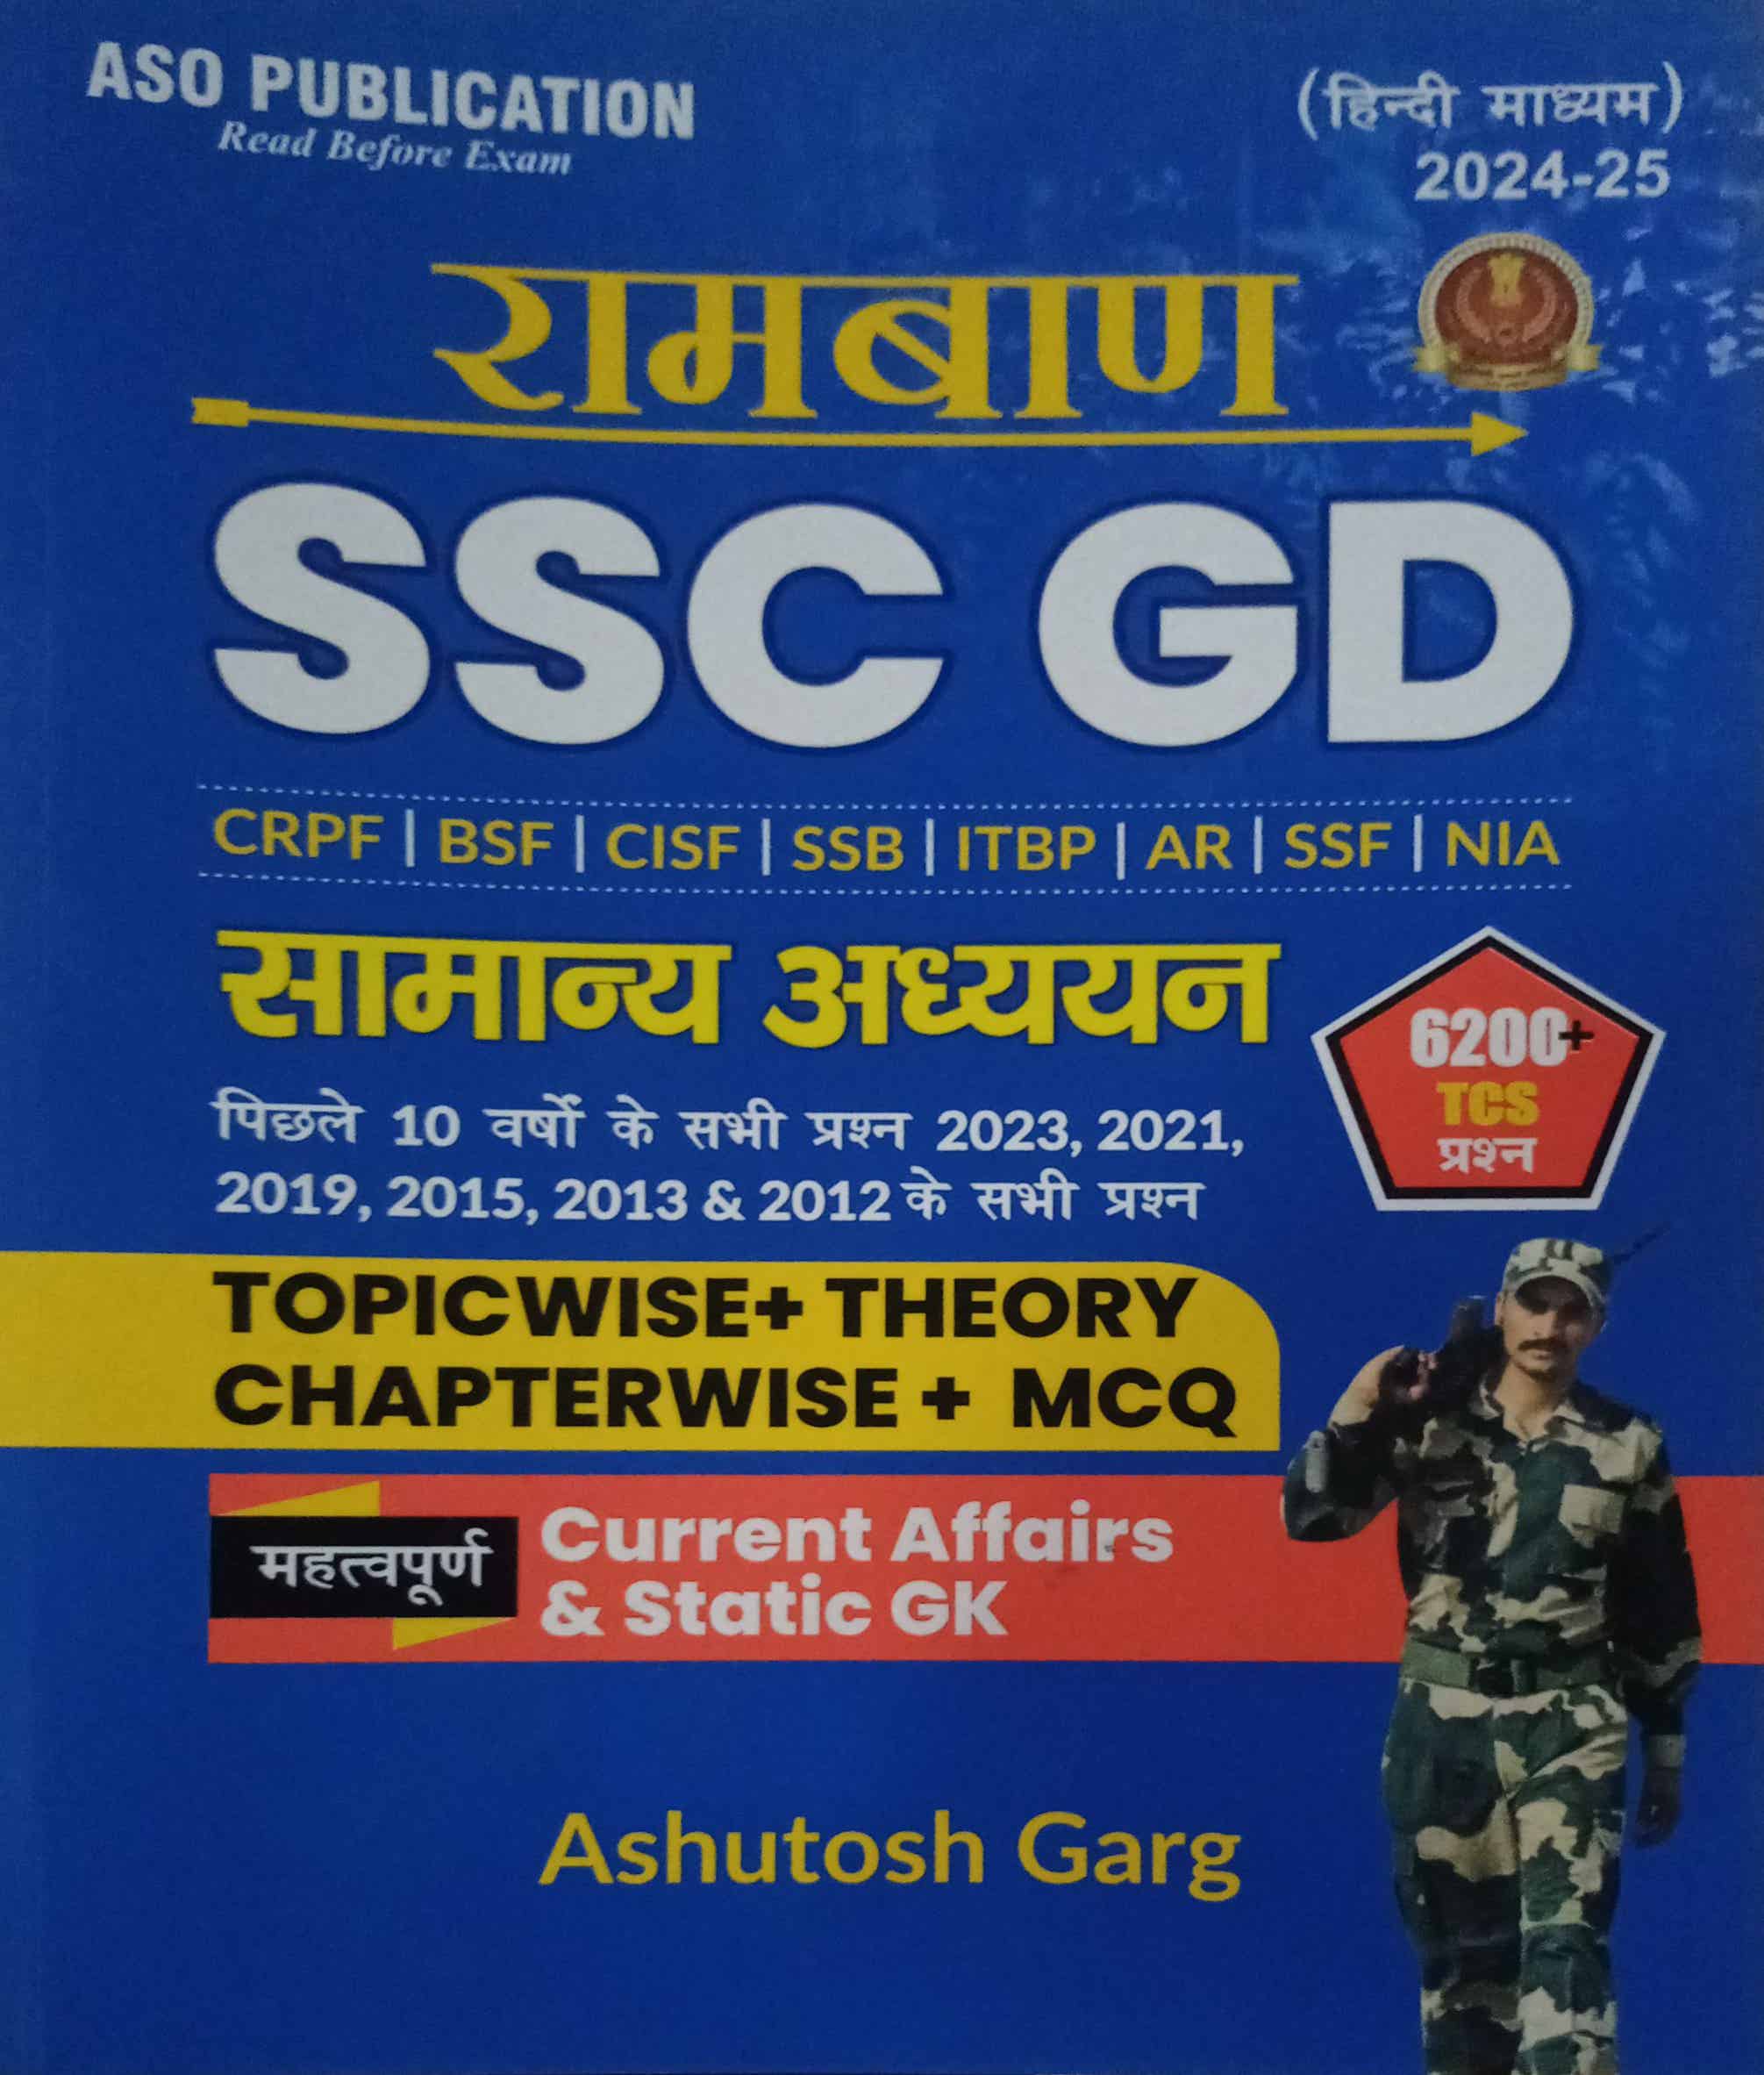 ASO PUBLICATION
Read Before Exam
(हिन्दी माध्यम)
2024-25
रामबाण
SSC GD
CRPF | BSF | CISF | SSB | ITBP | AR | SSF | NIA
सामान्य अध्ययन
6200+
TCS
प्रश्न
पिछले 10 वर्षों के सभी प्रश्न 2023, 2021,
2019, 2015, 2013 & 2012 के सभी प्रश्न
TOPICWISE+ THEORY
CHAPTERWISE + MCQ
महत्वपूर्ण
Current Affairs
& Static GK
Ashutosh Garg